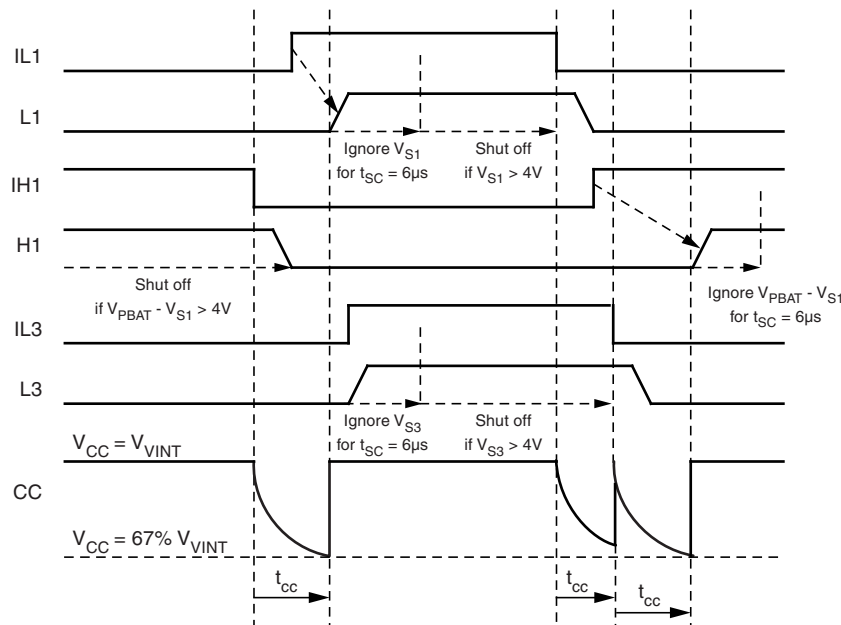 IL1
L1
Ignore VS1
for tSC = 6µs
Shut off
if VS1 > 4V
IH1
H1
Shut off
if VPBAT - VS1 > 4V
Ignore VPBAT - VS1
for tSC = 6µs
IL3
L3
Ignore VS3
for tSC = 6µs
Shut off
if VS3 > 4V
VCC = VVINT
CC
VCC = 67% VVINT
tcc
tcc
tcc